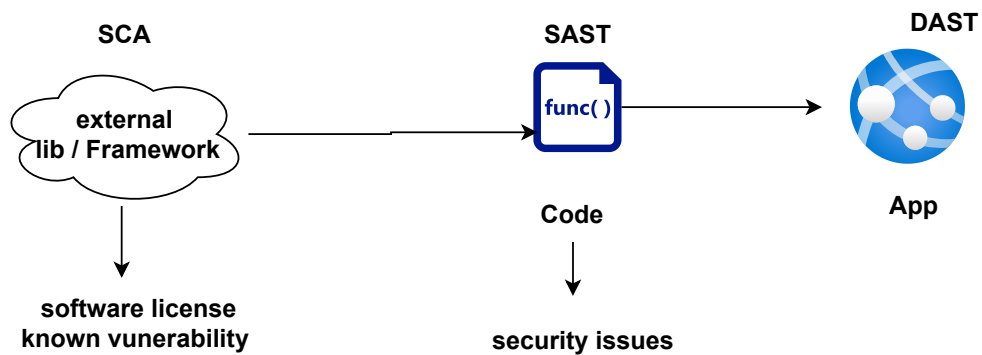 SCA
SAST
DAST
external
lib / Framework
func( )
Code
App
software license
known vunerability
security issues